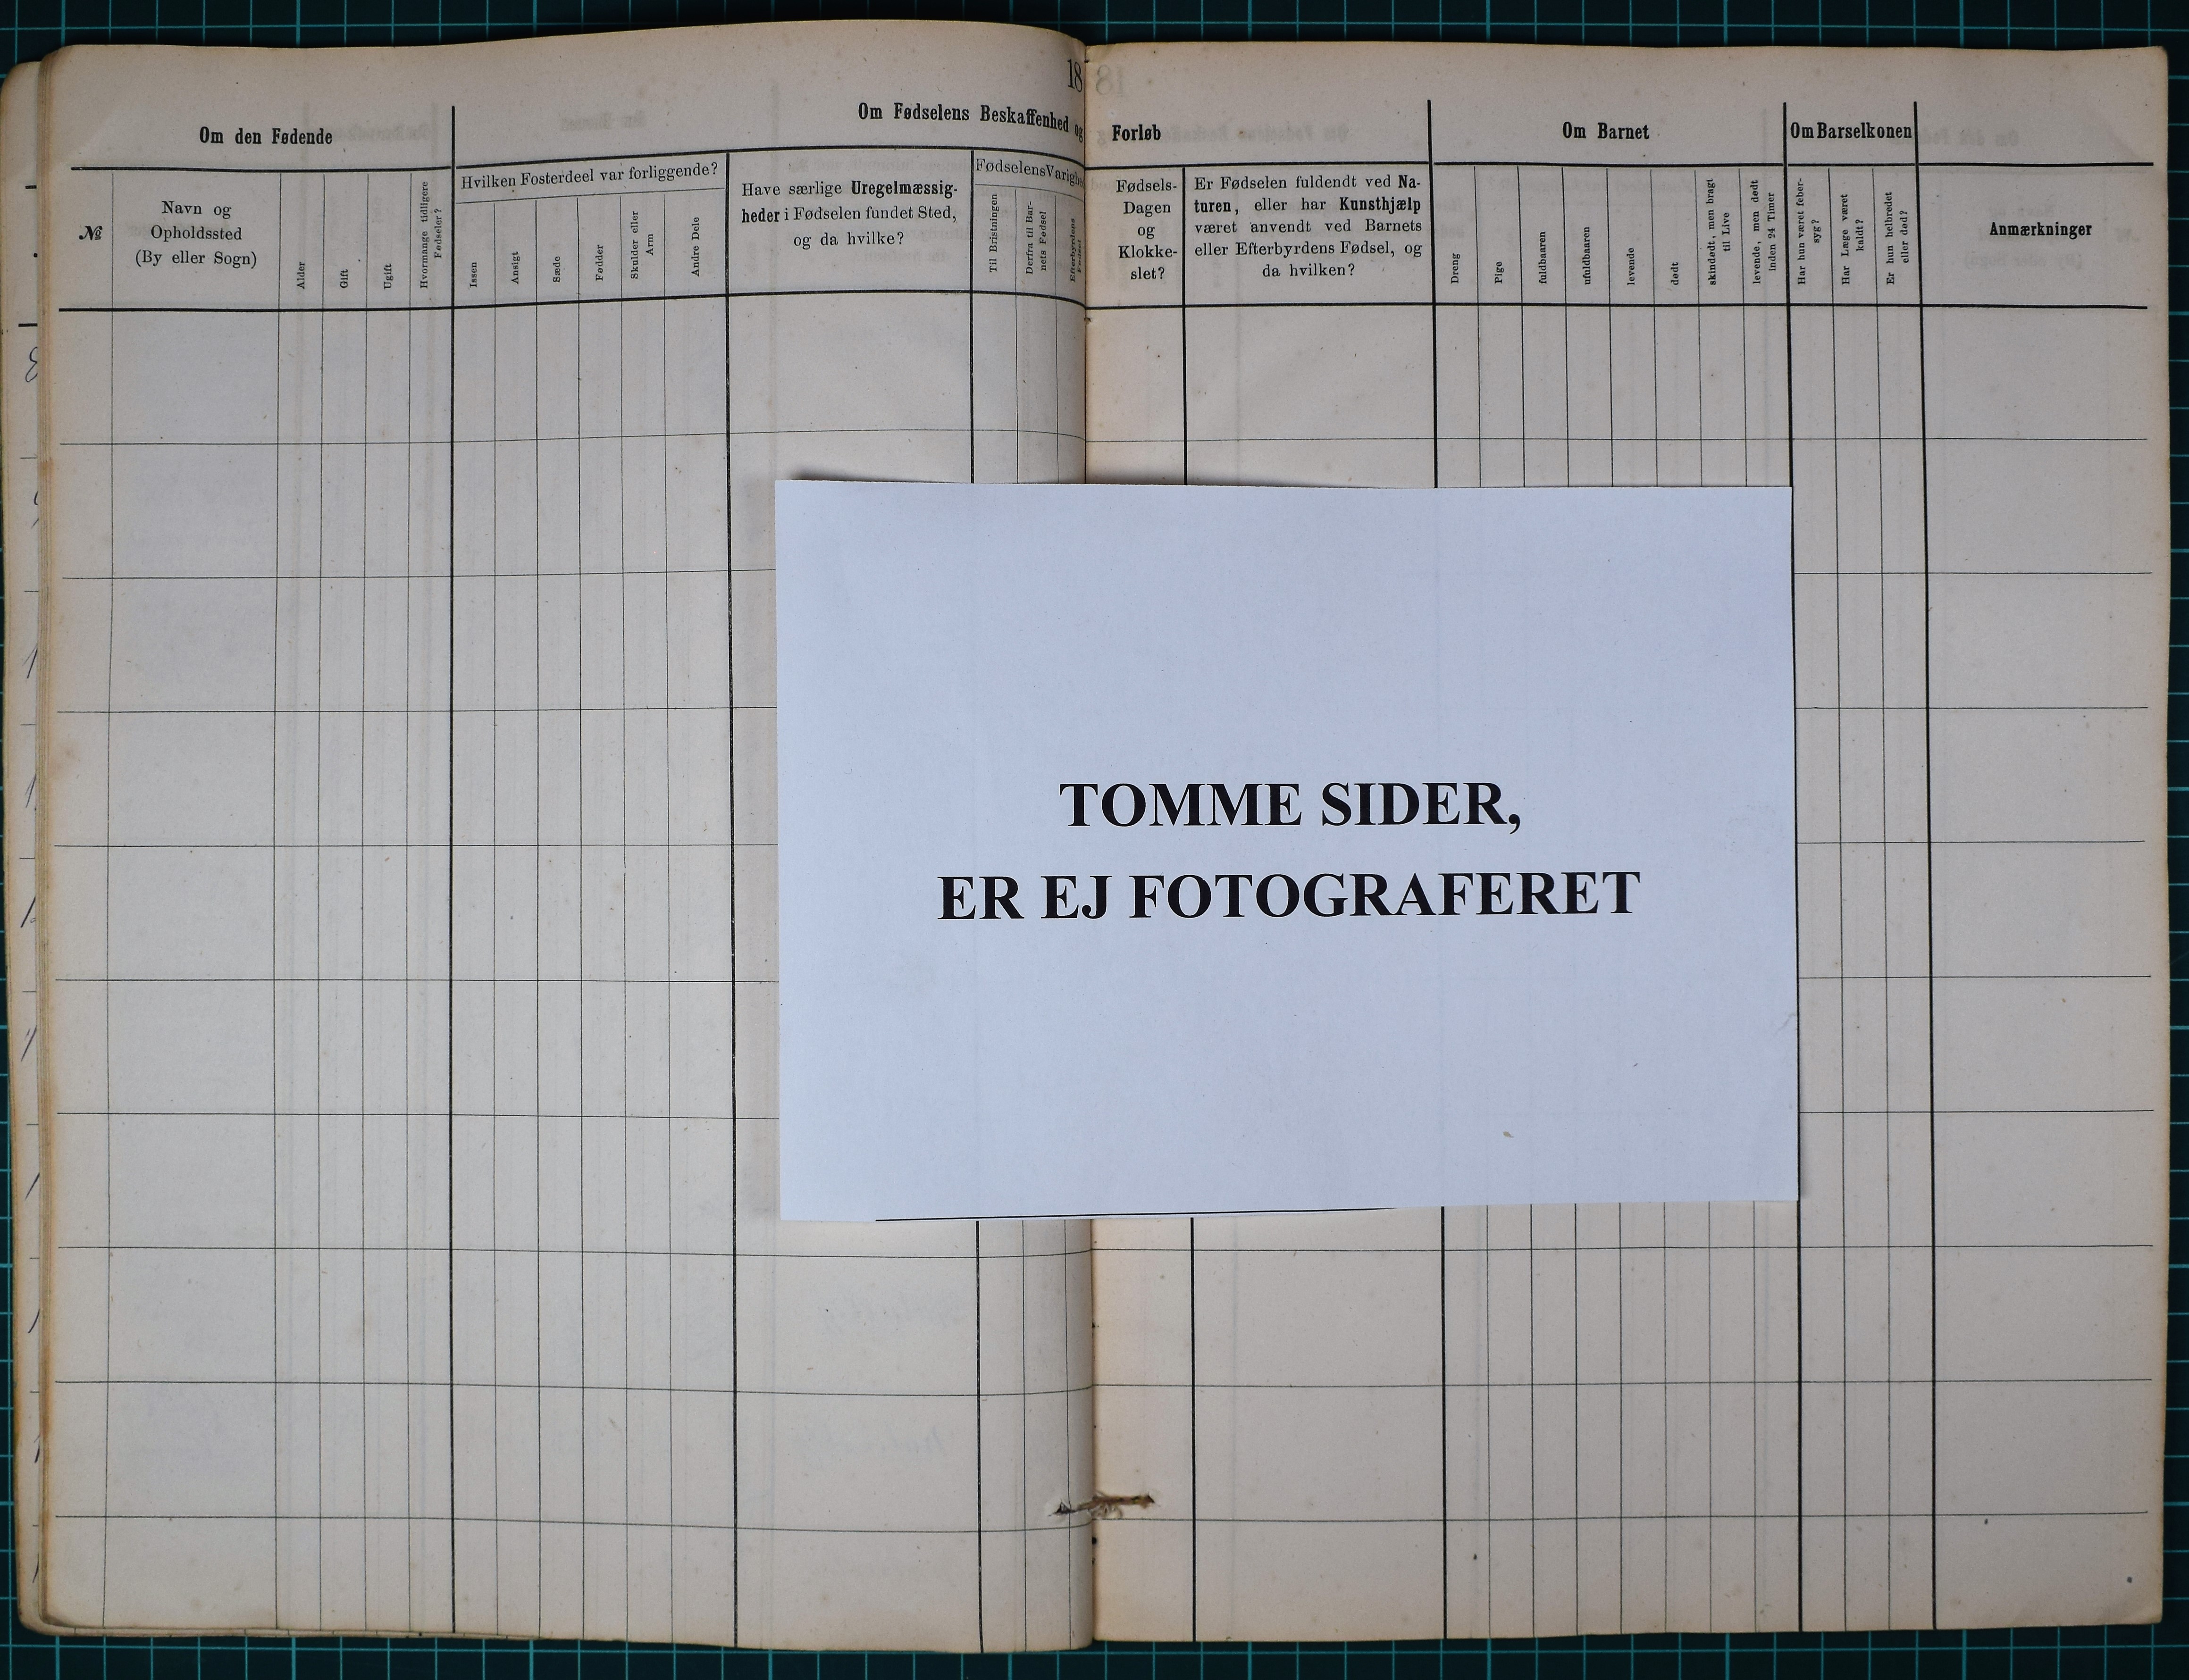 18
Om den Fødende
Om Fødselens Beskaffenhed og
Forløb
Om Barnet
Om Barselkonen
№
Navn og
Opholdssted
(By eller Sogn)
Alder
Gift
Ugift
Hvormange tidligere
Fødseler?
Hvilken Fosterdeel var forliggende?
Issen
Ansigt
Sæde
Fødder
Skulder eller
Arm
Andre Dele
Have særlige Uregelmæssig-
heder i Fødselen fundet Sted,
og da hvilke?
Fødselens Varighed
Til Bristningen
Derfra til Bar-
nets Fødsel
Efterbyrdens
Fødsel
Fødsels-
Dagen
og
Klokke-
slet?
Er Fødselen fuldendt ved Na-
turen, eller har Kunsthjælp
været anvendt ved Barnets
eller Efterbyrdens Fødsel, og
da hvilken?
Dreng
Pige
fuldbaaren
ufuldbaaren
levende
dødt
skindødt, men bragt
til Live
levende, men dødt
inden 24 Timer
Har hun været feber-
syg?
Har Læge været
kaldt?
Er hun helbredet
eller død?
Anmærkninger
TOMME SIDER,
ER EJ FOTOGRAFERET